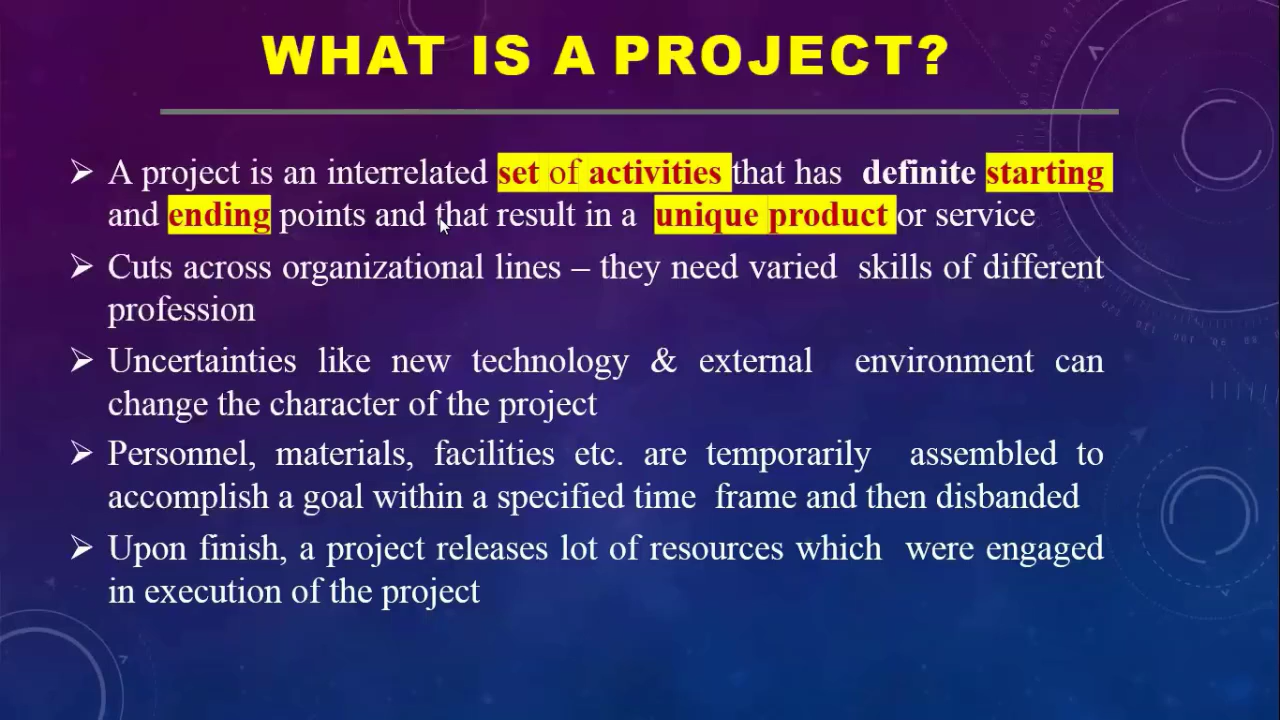 WHAT IS A PROJECT?
➢ A project is an interrelated set of activities that has definite starting
and ending points and that result in a unique product or service
➢ Cuts across organizational lines – they need varied skills of different
profession
➢ Uncertainties like new technology & external environment can
change the character of the project
➢ Personnel, materials, facilities etc. are temporarily assembled to
accomplish a goal within a specified time frame and then disbanded
➢ Upon finish, a project releases lot of resources which were engaged
in execution of the project